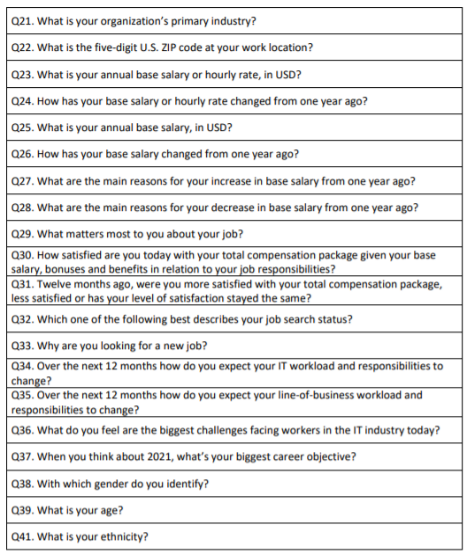 Q21. What is your organization’s primary industry?
Q22. What is the five-digit U.S. ZIP code at your work location?
Q23. What is your annual base salary or hourly rate, in USD?
Q24. How has your base salary or hourly rate changed from one year ago?
Q25. What is your annual base salary, in USD?
Q26. How has your base salary changed from one year ago?
Q27. What are the main reasons for your increase in base salary from one year ago?
Q28. What are the main reasons for your decrease in base salary from one year ago?
Q29. What matters most to you about your job?
Q30. How satisfied are you today with your total compensation package given your base
salary, bonuses and benefits in relation to your job responsibilities?
Q31. Twelve months ago, were you more satisfied with your total compensation package,
less satisfied or has your level of satisfaction stayed the same?
Q32. Which one of the following best describes your job search status?
Q33. Why are you looking for a new job?
Q34. Over the next 12 months how do you expect your IT workload and responsibilities to
change?
Q35. Over the next 12 months how do you expect your line-of-business workload and
responsibilities to change?
Q36. What do you feel are the biggest challenges facing workers in the IT industry today?
Q37. When you think about 2021, what’s your biggest career objective?
Q38. With which gender do you identify?
Q39. What is your age?
Q41. What is your ethnicity?